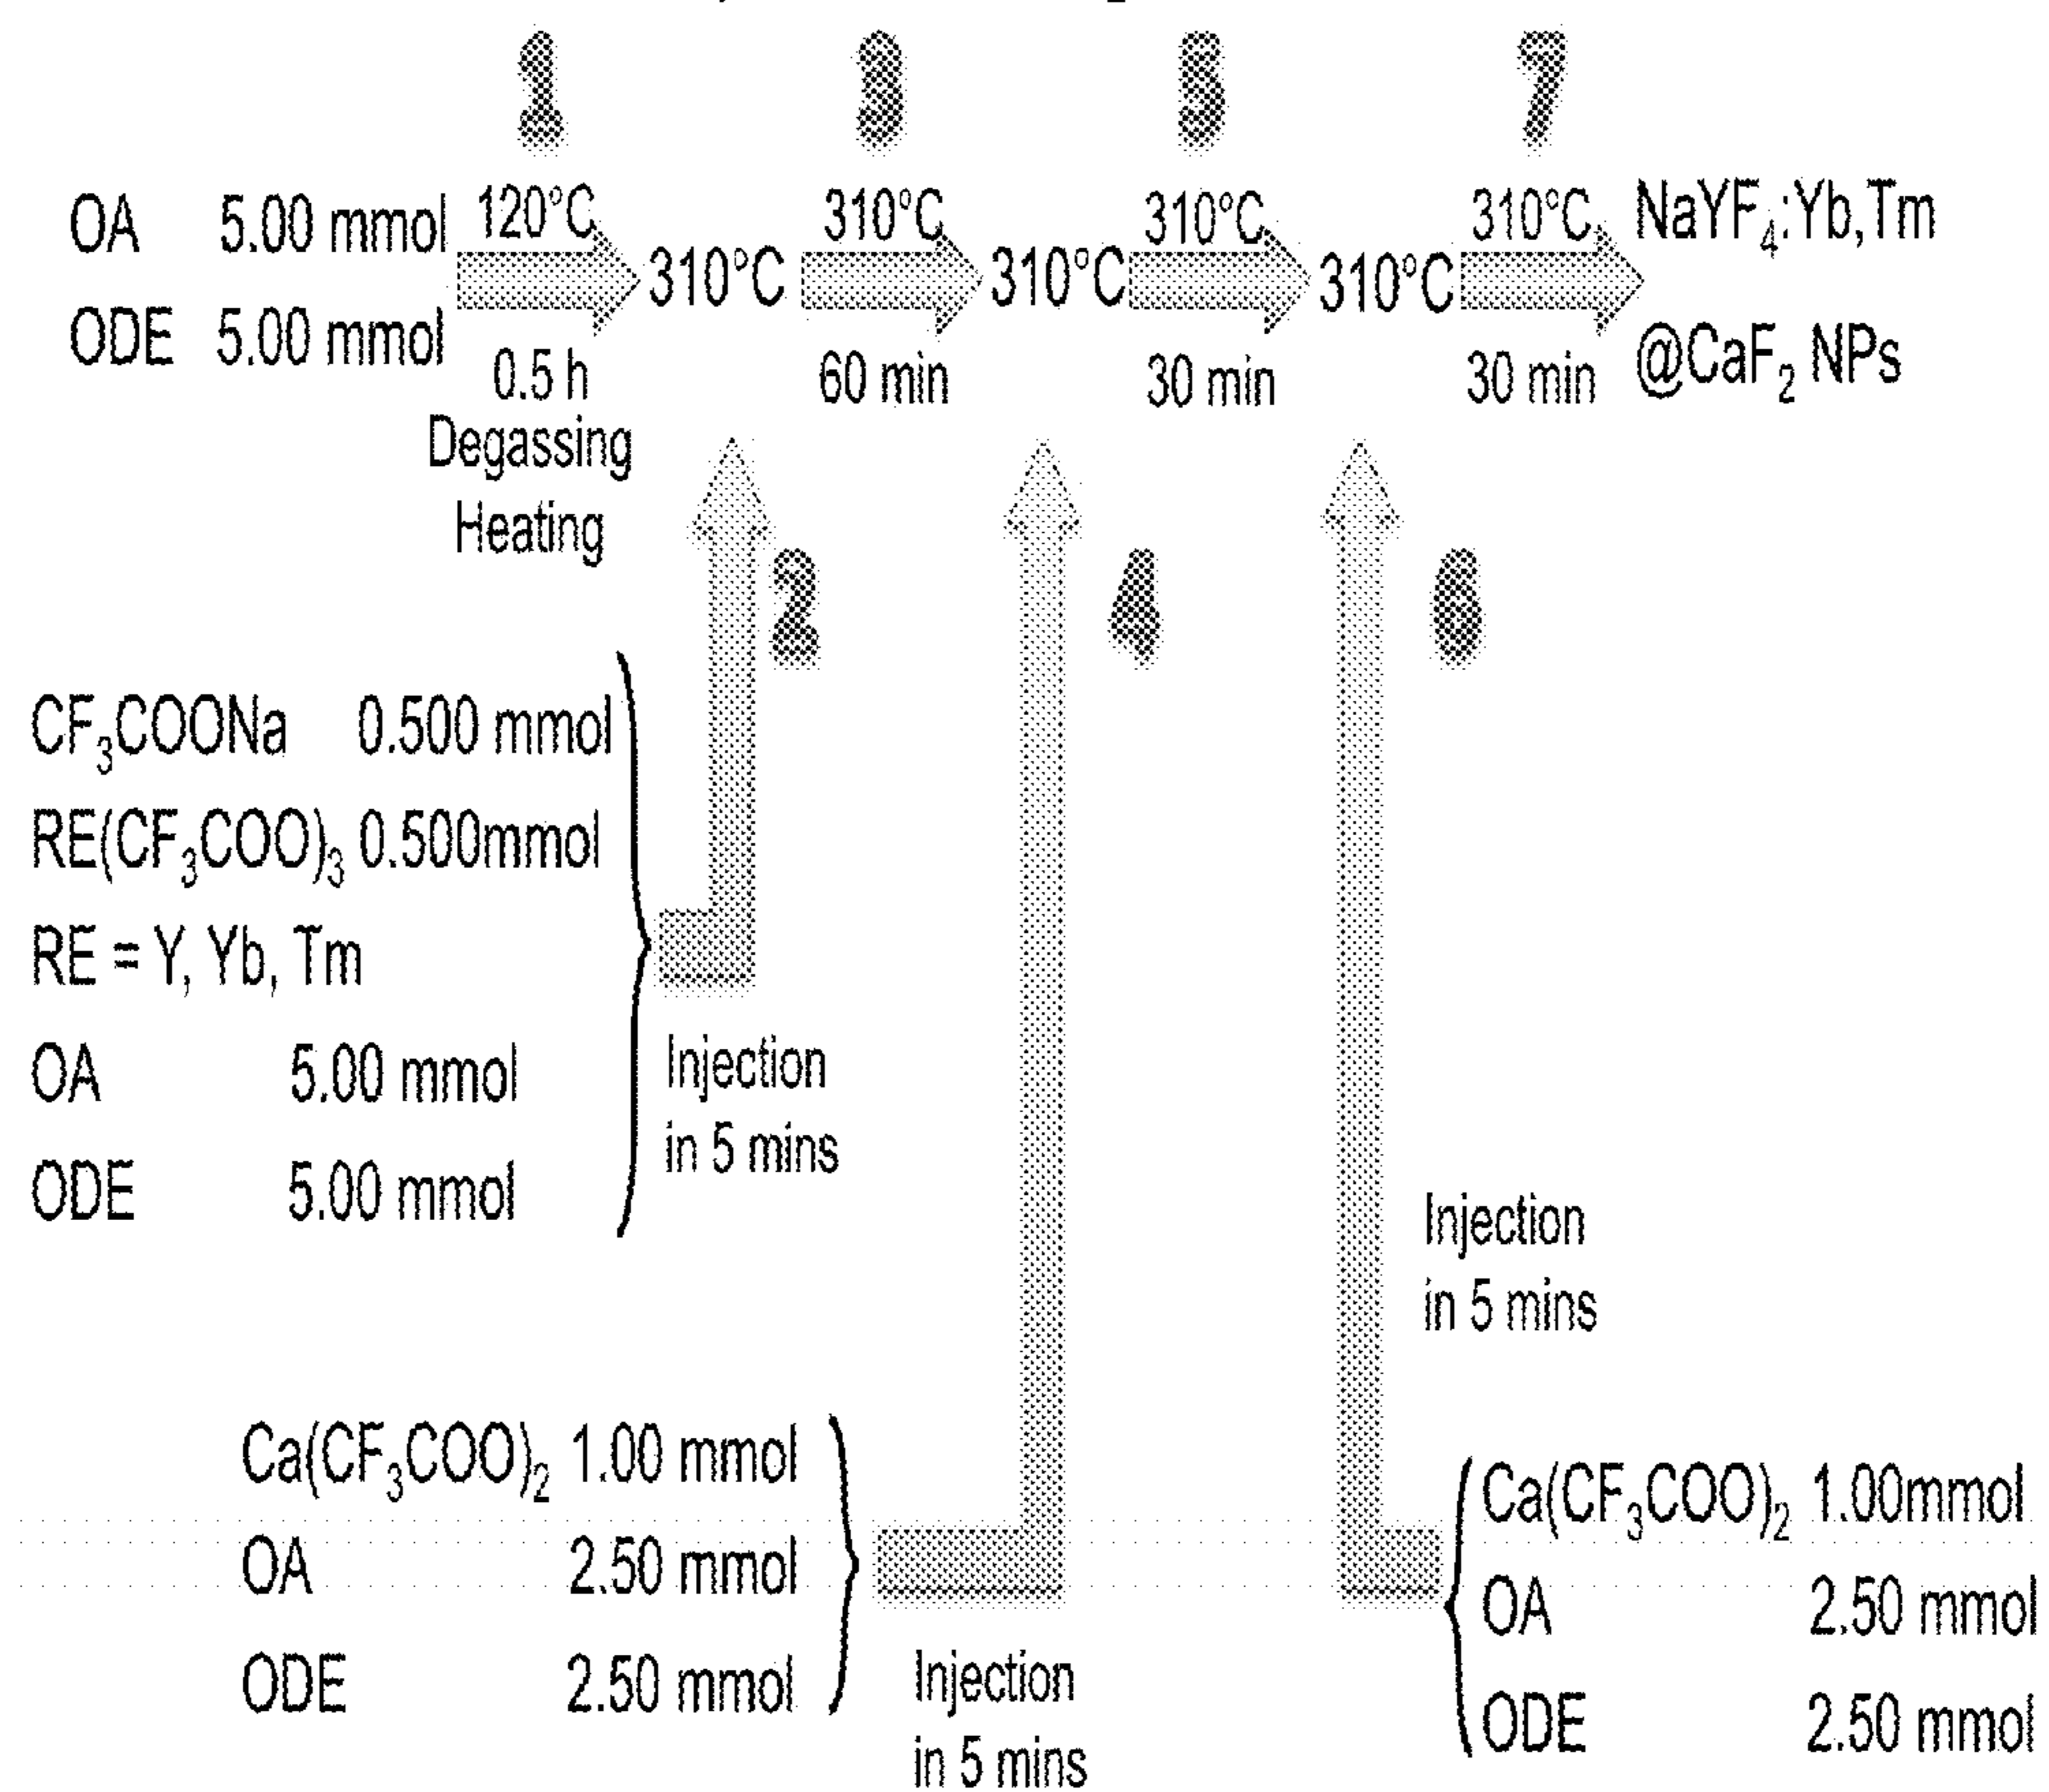 1 3 5 7
OA 5.00 mmol 120°C 310°C 310°C 310°C NaYF₄:Yb,Tm
310°C 310°C 310°C
ODE 5.00 mmol 0.5 h 60 min 30 min 30 min @CaF₂ NPs
Degassing
Heating
2 4 6
CF₃COONa 0.500 mmol
RE(CF₃COO)₃ 0.500mmol
RE = Y, Yb, Tm
OA 5.00 mmol
ODE 5.00 mmol
Injection
in 5 mins
Injection
in 5 mins
Ca(CF₃COO)₂ 1.00 mmol
OA 2.50 mmol
ODE 2.50 mmol
Injection
in 5 mins
Ca(CF₃COO)₂ 1.00mmol
OA 2.50 mmol
ODE 2.50 mmol